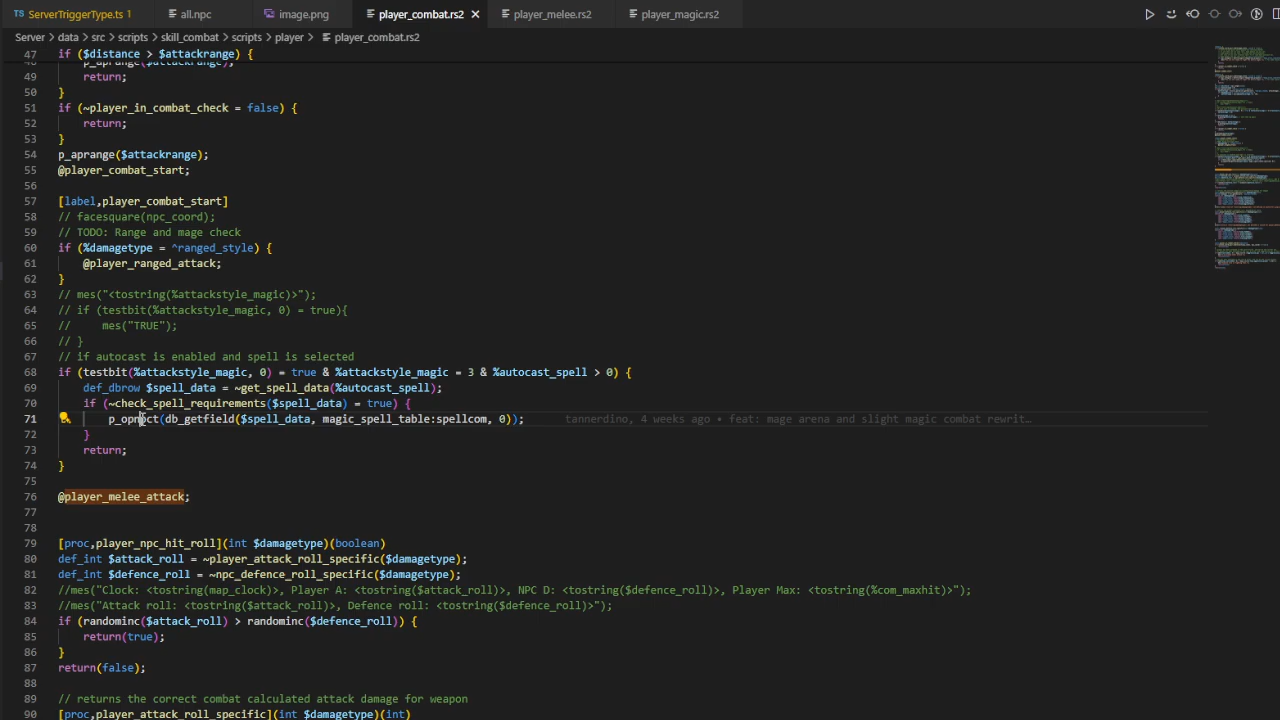 ServerTriggerType.ts 1 all.npc image.png player_combat.rs2 player_melee.rs2 player_magic.rs2
Server > data > src > scripts > skill_combat > scripts > player > player_combat.rs2
47 if ($distance > $attackrange) {
48 p_aprange($attackrange);
49 return;
50 }
51 if (~player_in_combat_check = false) {
52 return;
53 }
54 p_aprange($attackrange);
55 @player_combat_start;
56
57 [label,player_combat_start]
58 // facesquare(npc_coord);
59 // TODO: Range and mage check
60 if (%damagetype = ^ranged_style) {
61 @player_ranged_attack;
62 }
63 // mes("<tostring(%attackstyle_magic)>");
64 // if (testbit(%attackstyle_magic, 0) = true){
65 // mes("TRUE");
66 // }
67 // if autocast is enabled and spell is selected
68 if (testbit(%attackstyle_magic, 0) = true & %attackstyle_magic = 3 & %autocast_spell > 0) {
69 def_dbrow $spell_data = ~get_spell_data(%autocast_spell);
70 if (~check_spell_requirements($spell_data) = true) {
71 p_opnpct(db_getfield($spell_data, magic_spell_table:spellcom, 0)); tannerdino, 4 weeks ago • feat: mage arena and slight magic combat rewrit…
72 }
73 return;
74 }
75
76 @player_melee_attack;
77
78
79 [proc,player_npc_hit_roll](int $damagetype)(boolean)
80 def_int $attack_roll = ~player_attack_roll_specific($damagetype);
81 def_int $defence_roll = ~npc_defence_roll_specific($damagetype);
82 //mes("Clock: <tostring(map_clock)>, Player A: <tostring($attack_roll)>, NPC D: <tostring($defence_roll)>, Player Max: <tostring(%com_maxhit)>");
83 //mes("Attack roll: <tostring($attack_roll)>, Defence roll: <tostring($defence_roll)>");
84 if (randominc($attack_roll) > randominc($defence_roll)) {
85 return(true);
86 }
87 return(false);
88
89 // returns the correct combat calculated attack damage for weapon
90 [proc,player_attack_roll_specific](int $damagetype)(int)